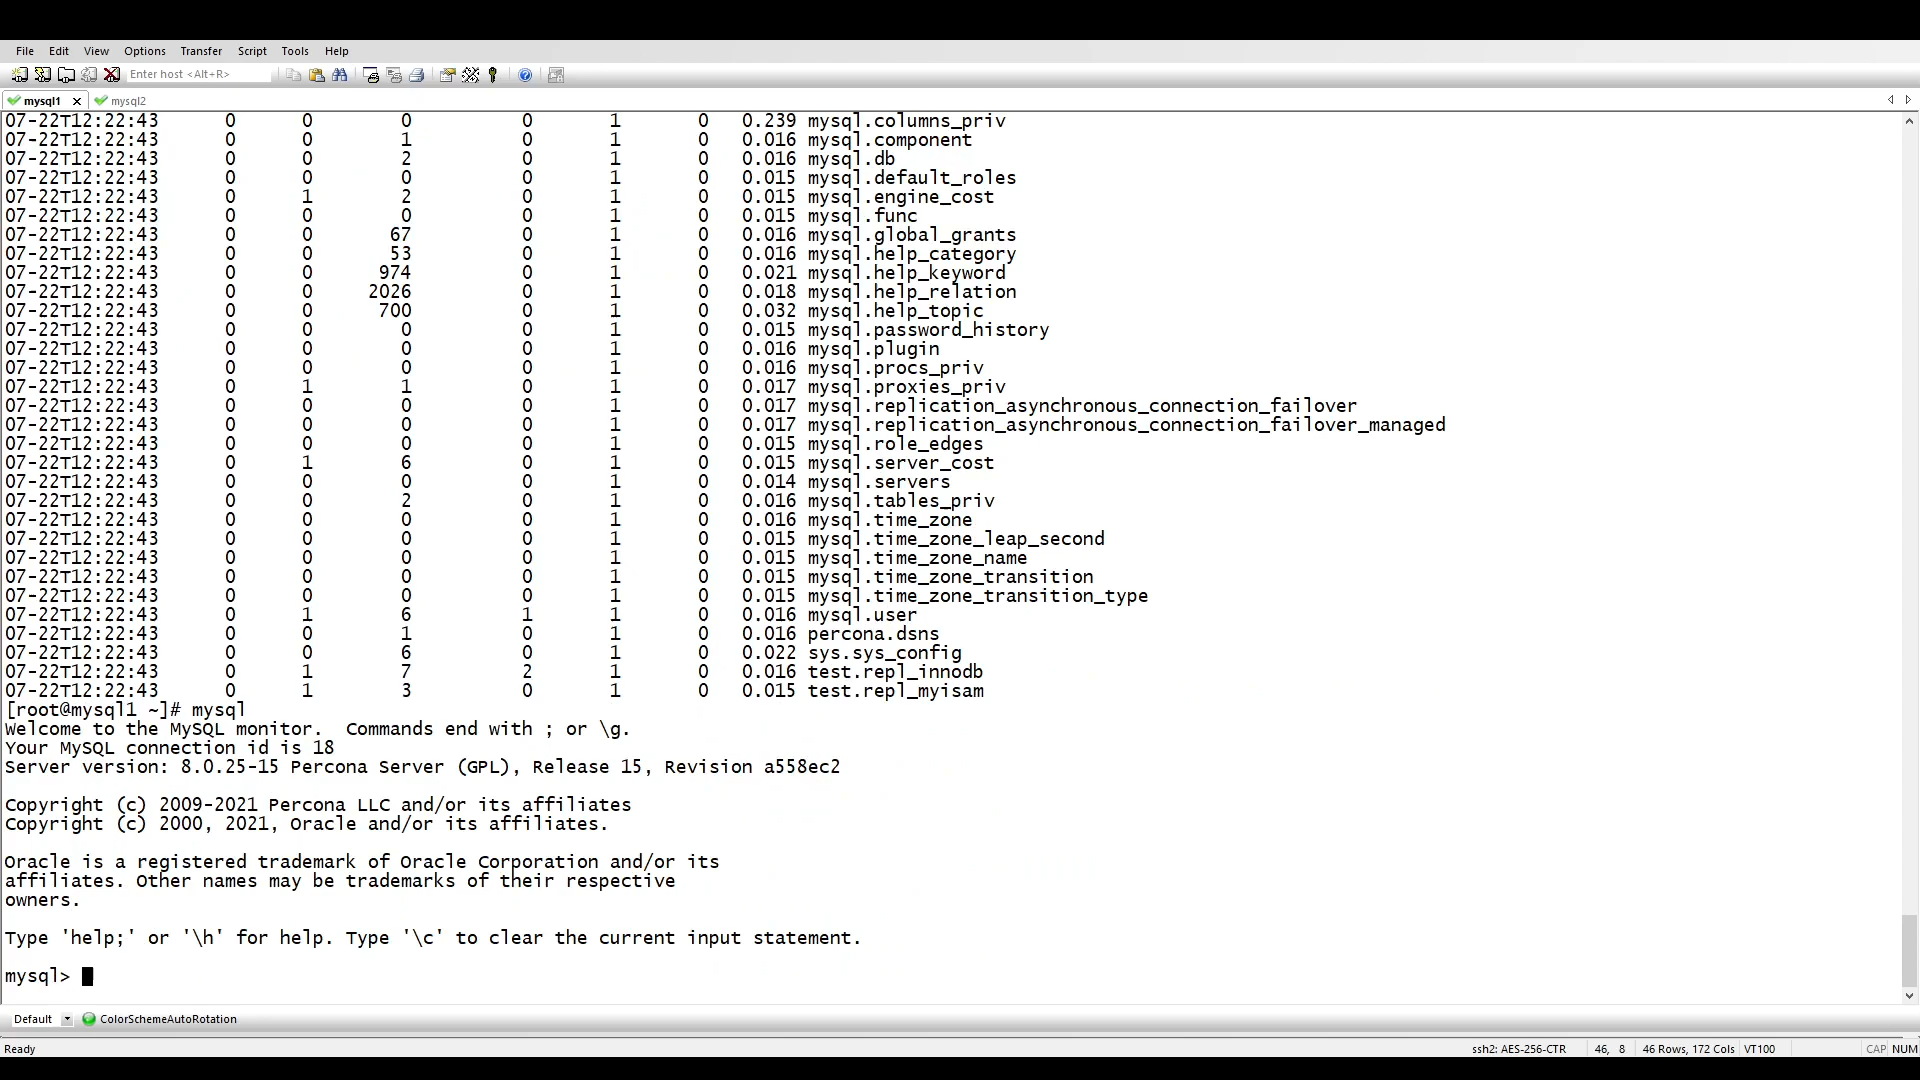 File Edit View Options Transfer Script Tools Help
Enter host <Alt+R>
mysql1 mysql2
07-22T12:22:43 0 0 0 0 1 0 0.239 mysql.columns_priv
07-22T12:22:43 0 0 1 0 1 0 0.016 mysql.component
07-22T12:22:43 0 0 2 0 1 0 0.016 mysql.db
07-22T12:22:43 0 0 0 0 1 0 0.015 mysql.default_roles
07-22T12:22:43 0 1 2 0 1 0 0.015 mysql.engine_cost
07-22T12:22:43 0 0 0 0 1 0 0.015 mysql.func
07-22T12:22:43 0 0 67 0 1 0 0.016 mysql.global_grants
07-22T12:22:43 0 0 53 0 1 0 0.016 mysql.help_category
07-22T12:22:43 0 0 974 0 1 0 0.021 mysql.help_keyword
07-22T12:22:43 0 0 2026 0 1 0 0.018 mysql.help_relation
07-22T12:22:43 0 0 700 0 1 0 0.032 mysql.help_topic
07-22T12:22:43 0 0 0 0 1 0 0.015 mysql.password_history
07-22T12:22:43 0 0 0 0 1 0 0.016 mysql.plugin
07-22T12:22:43 0 0 0 0 1 0 0.016 mysql.procs_priv
07-22T12:22:43 0 1 1 0 1 0 0.017 mysql.proxies_priv
07-22T12:22:43 0 0 0 0 1 0 0.017 mysql.replication_asynchronous_connection_failover
07-22T12:22:43 0 0 0 0 1 0 0.017 mysql.replication_asynchronous_connection_failover_managed
07-22T12:22:43 0 0 0 0 1 0 0.015 mysql.role_edges
07-22T12:22:43 0 1 6 0 1 0 0.015 mysql.server_cost
07-22T12:22:43 0 0 0 0 1 0 0.014 mysql.servers
07-22T12:22:43 0 0 2 0 1 0 0.016 mysql.tables_priv
07-22T12:22:43 0 0 0 0 1 0 0.016 mysql.time_zone
07-22T12:22:43 0 0 0 0 1 0 0.015 mysql.time_zone_leap_second
07-22T12:22:43 0 0 0 0 1 0 0.015 mysql.time_zone_name
07-22T12:22:43 0 0 0 0 1 0 0.015 mysql.time_zone_transition
07-22T12:22:43 0 0 0 0 1 0 0.015 mysql.time_zone_transition_type
07-22T12:22:43 0 1 6 1 1 0 0.016 mysql.user
07-22T12:22:43 0 0 1 0 1 0 0.016 percona.dsns
07-22T12:22:43 0 0 6 0 1 0 0.022 sys.sys_config
07-22T12:22:43 0 1 7 2 1 0 0.016 test.repl_innodb
07-22T12:22:43 0 1 3 0 1 0 0.015 test.repl_myisam
[root@mysql1 ~]# mysql
Welcome to the MySQL monitor.  Commands end with ; or \g.
Your MySQL connection id is 18
Server version: 8.0.25-15 Percona Server (GPL), Release 15, Revision a558ec2
Copyright (c) 2009-2021 Percona LLC and/or its affiliates
Copyright (c) 2000, 2021, Oracle and/or its affiliates.
Oracle is a registered trademark of Oracle Corporation and/or its
affiliates. Other names may be trademarks of their respective
owners.
Type 'help;' or '\h' for help. Type '\c' to clear the current input statement.
mysql>
Default ColorSchemeAutoRotation
Ready ssh2: AES-256-CTR 46, 8 46 Rows, 172 Cols VT100 CAP NUM